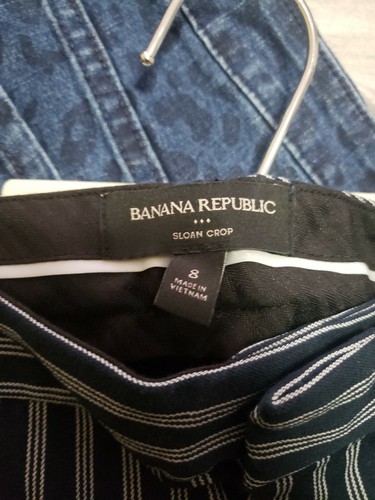 BANANA REPUBLIC
SLOAN CROP
8
MADE IN
VIETNAM